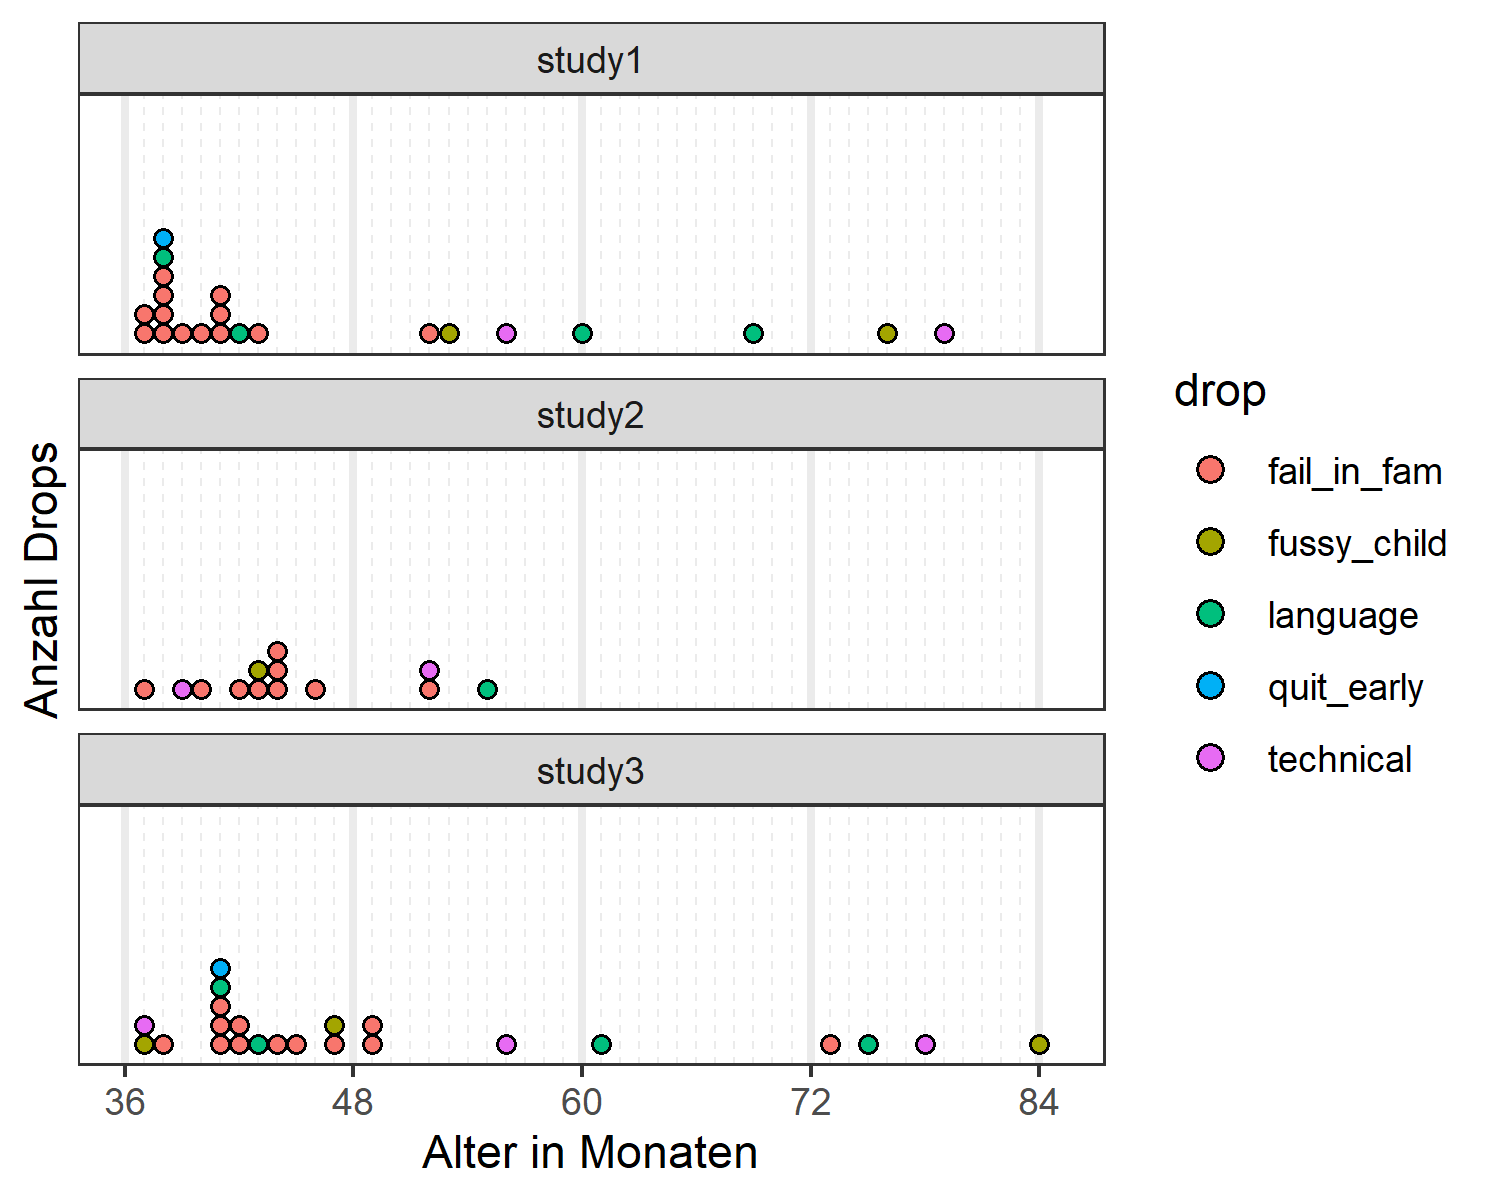 study1
study2
study3
Anzahl Drops
36 48 60 72 84
Alter in Monaten
drop
fail_in_fam
fussy_child
language
quit_early
technical